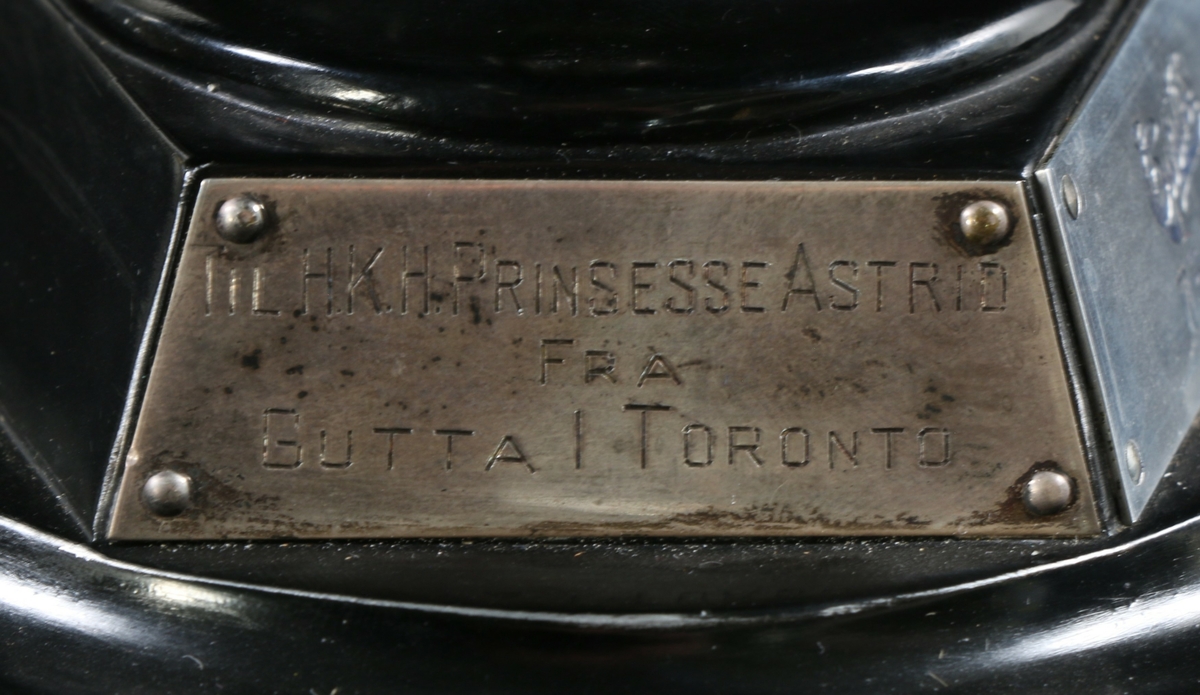 TIL H.K.H. PRINSESSE ASTRID
FRA
GUTTA I TORONTO